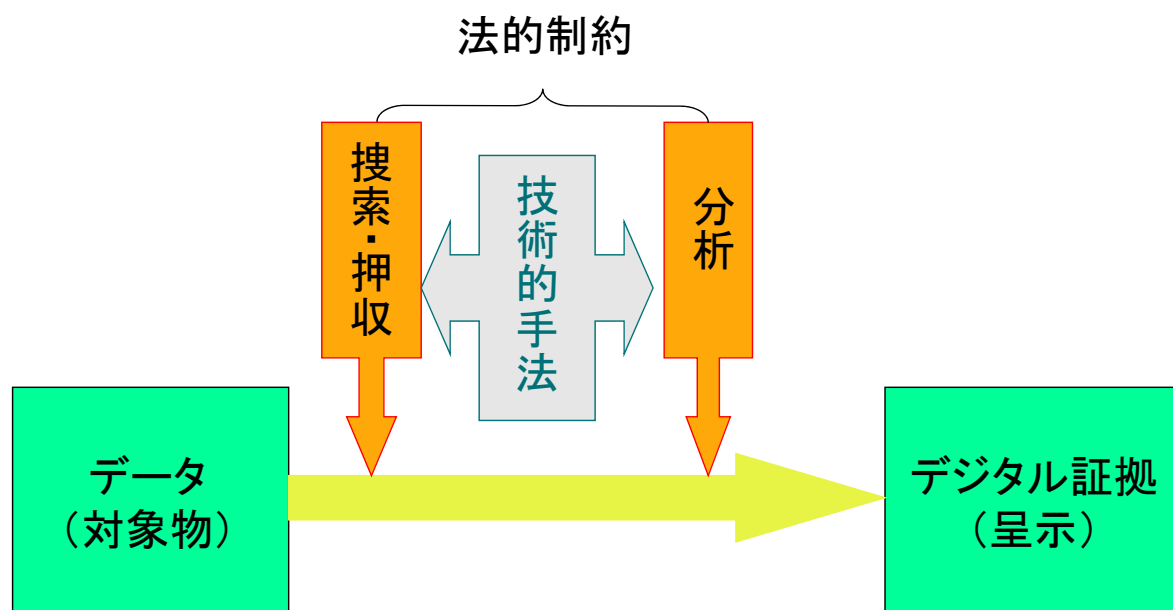 法的制約
捜索・押収
技術的手法
分析
データ
（対象物）
デジタル証拠
（呈示）